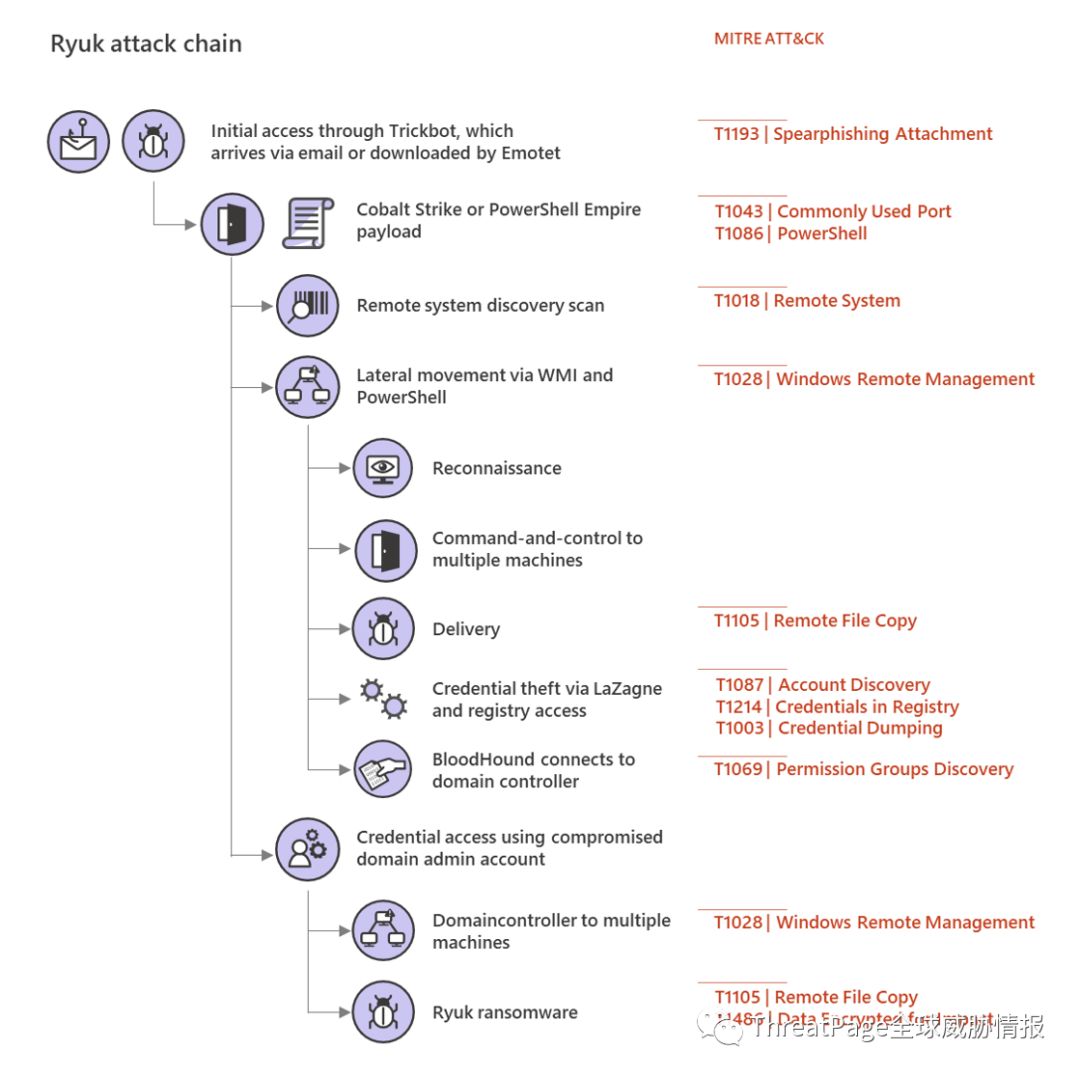 Ryuk attack chain
MITRE ATT&CK
Initial access through Trickbot, which
arrives via email or downloaded by Emotet
T1193 | Spearphishing Attachment
Cobalt Strike or PowerShell Empire
payload
T1043 | Commonly Used Port
T1086 | PowerShell
Remote system discovery scan
T1018 | Remote System
Lateral movement via WMI and
PowerShell
T1028 | Windows Remote Management
Reconnaissance
Command-and-control to
multiple machines
Delivery
T1105 | Remote File Copy
Credential theft via LaZagne
and registry access
T1087 | Account Discovery
T1214 | Credentials in Registry
T1003 | Credential Dumping
BloodHound connects to
domain controller
T1069 | Permission Groups Discovery
Credential access using compromised
domain admin account
Domaincontroller to multiple
machines
T1028 | Windows Remote Management
Ryuk ransomware
T1105 | Remote File Copy
Data Encrypted for Impact
ThreatPage全球威胁情报